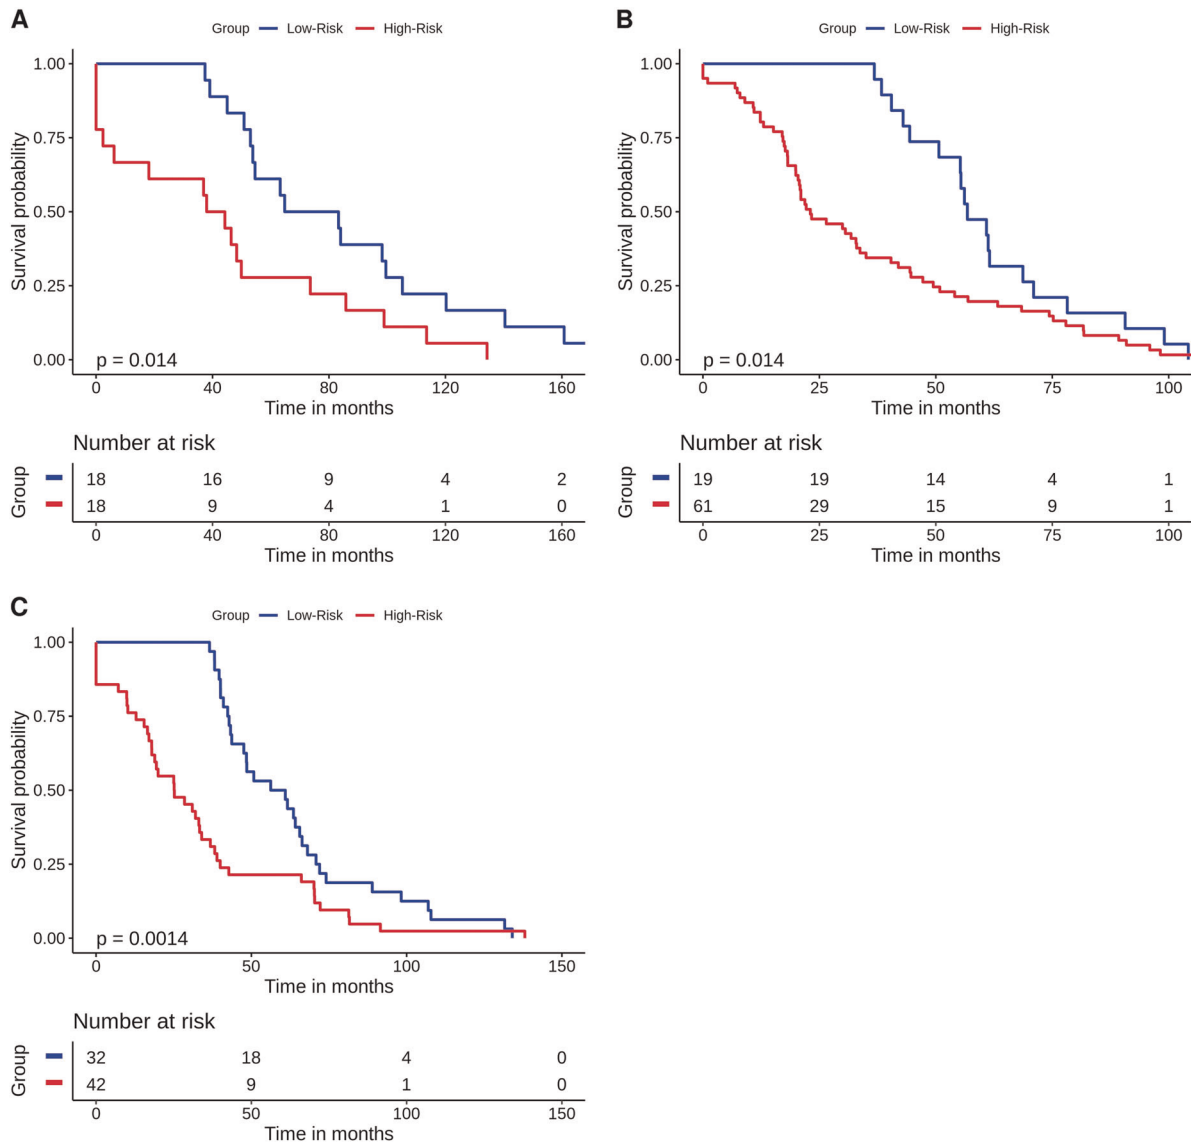 A
Group Low-Risk High-Risk
Survival probability
1.00
0.75
0.50
0.25
0.00
p = 0.014
0 40 80 120 160
Time in months
Number at risk
Group
18 16 9 4 2
18 9 4 1 0
0 40 80 120 160
Time in months
B
Group Low-Risk High-Risk
Survival probability
1.00
0.75
0.50
0.25
0.00
p = 0.014
0 25 50 75 100
Time in months
Number at risk
Group
19 19 14 4 1
61 29 15 9 1
0 25 50 75 100
Time in months
C
Group Low-Risk High-Risk
Survival probability
1.00
0.75
0.50
0.25
0.00
p = 0.0014
0 50 100 150
Time in months
Number at risk
Group
32 18 4 0
42 9 1 0
0 50 100 150
Time in months